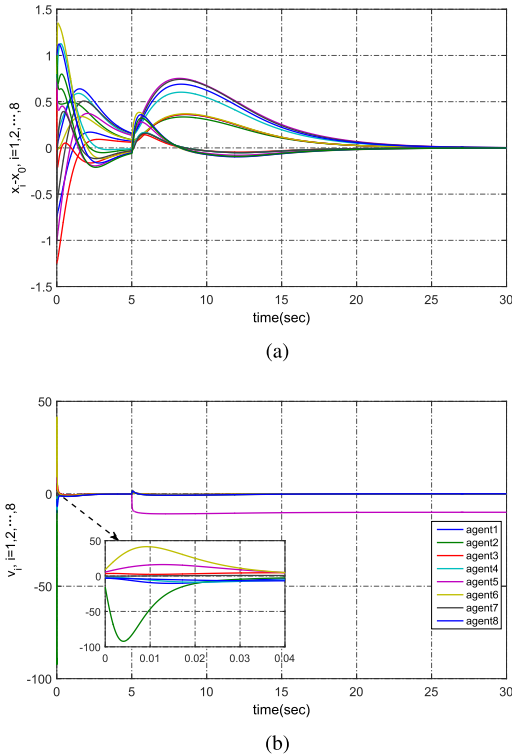 1.5
1
0.5
0
-0.5
-1
-1.5
x_i-x_0, i=1,2,⋯,8
0 5 10 15 20 25 30
time(sec)
(a)
50
0
-50
-100
v_i, i=1,2,⋯,8
50
0
-50
-100
0 0.01 0.02 0.03 0.04
agent1
agent2
agent3
agent4
agent5
agent6
agent7
agent8
0 5 10 15 20 25 30
time(sec)
(b)